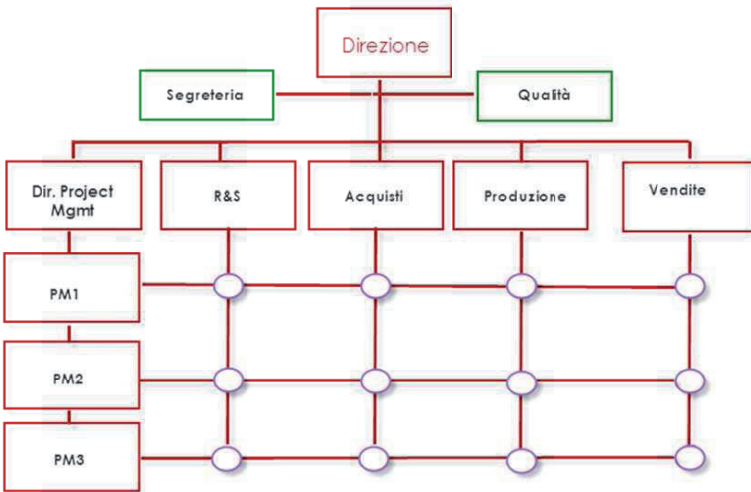 Direzione
Segreteria
Qualità
Dir. Project
Mgmt
R&S
Acquisti
Produzione
Vendite
PM1
PM2
PM3